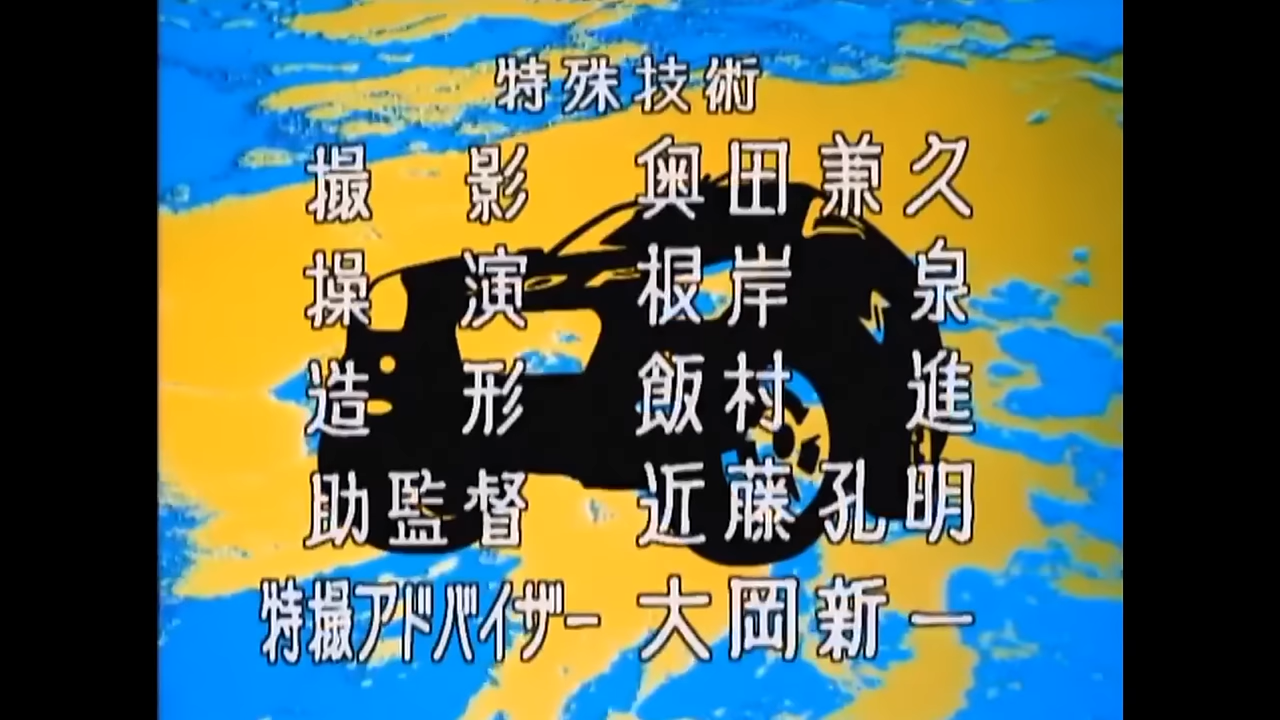 特殊技術
撮影 奥田兼久
操演 根岸泉
造形 飯村進
助監督 近藤孔明
特撮アドバイザー 大岡新一